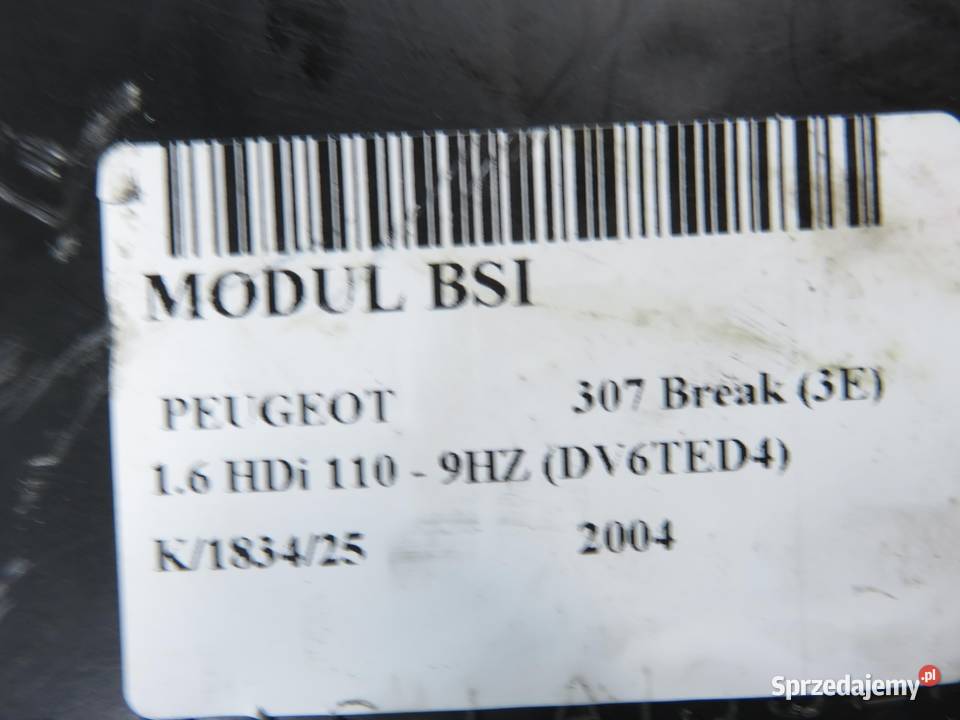 MODUL BSI
PEUGEOT 307 Break (3E)
1.6 HDi 110 - 9HZ (DV6TED4)
K/1834/25 2004
Sprzedajemy.pl